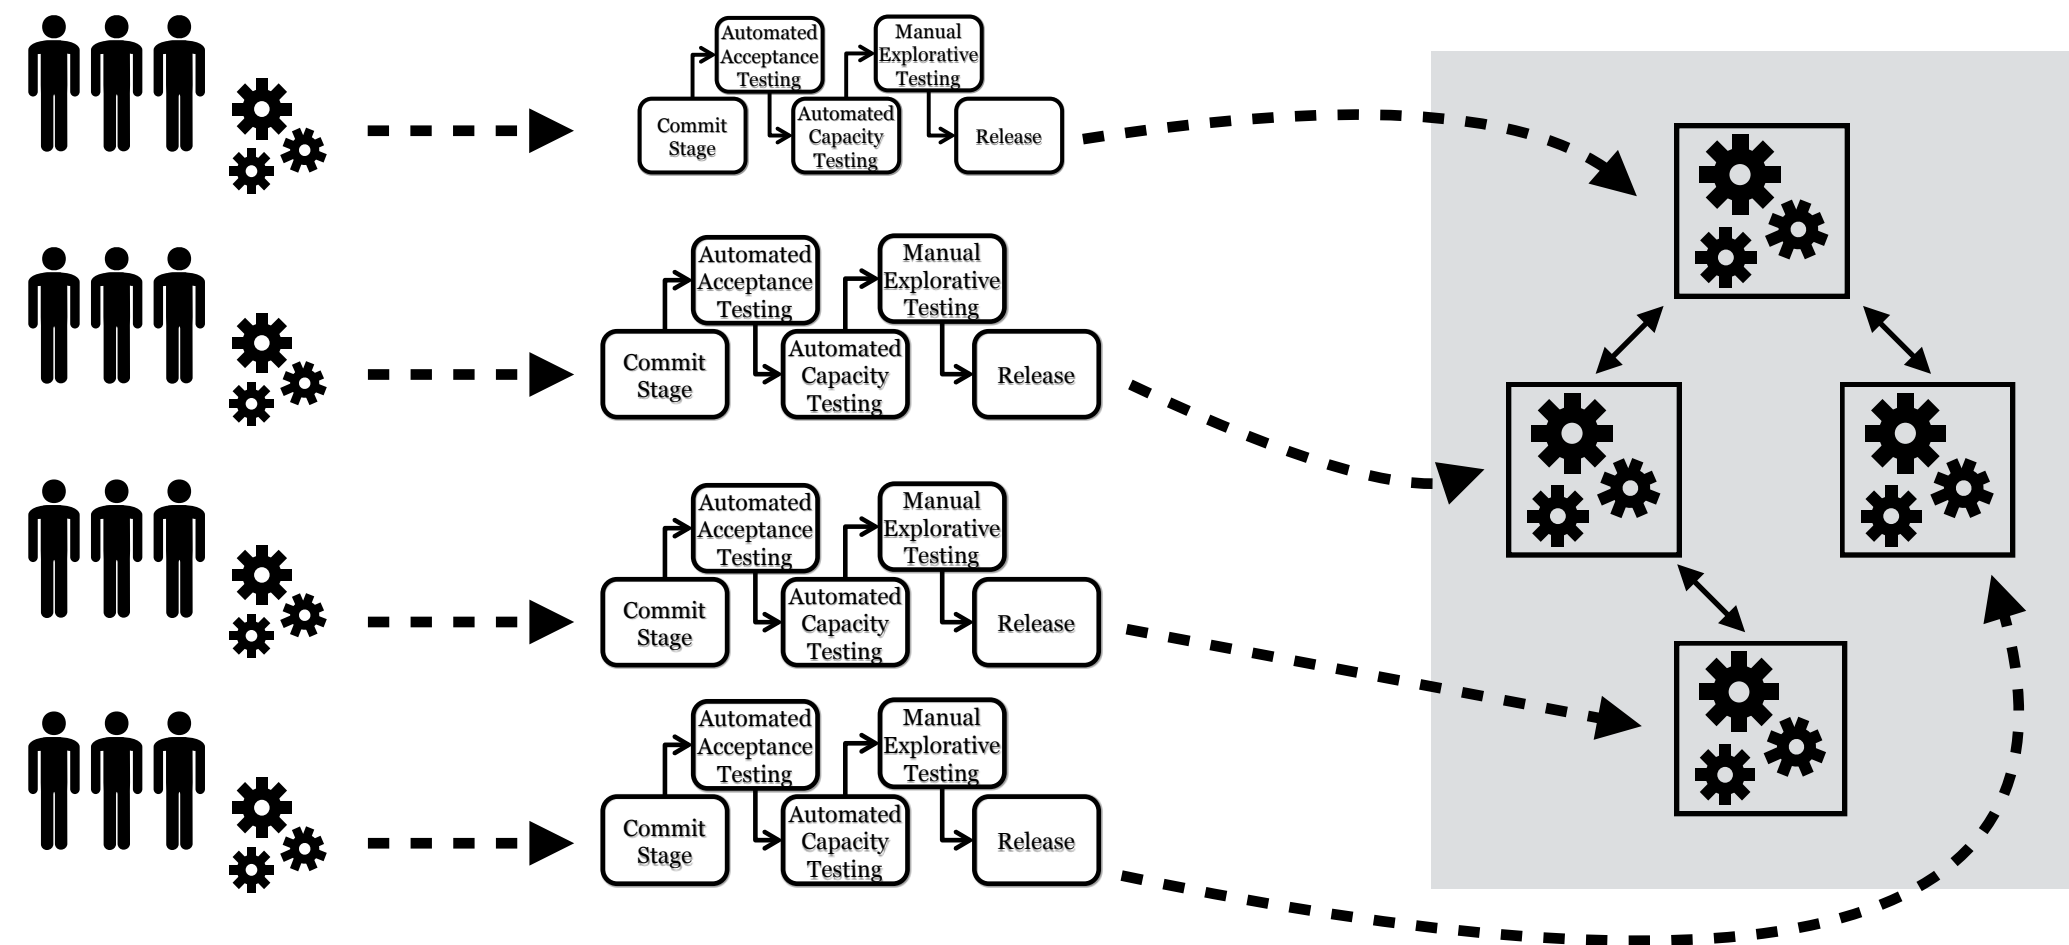 Automated
Acceptance
Testing
Manual
Explorative
Testing
Commit
Stage
Automated
Capacity
Testing
Release
Automated
Acceptance
Testing
Manual
Explorative
Testing
Commit
Stage
Automated
Capacity
Testing
Release
Automated
Acceptance
Testing
Manual
Explorative
Testing
Commit
Stage
Automated
Capacity
Testing
Release
Automated
Acceptance
Testing
Manual
Explorative
Testing
Commit
Stage
Automated
Capacity
Testing
Release